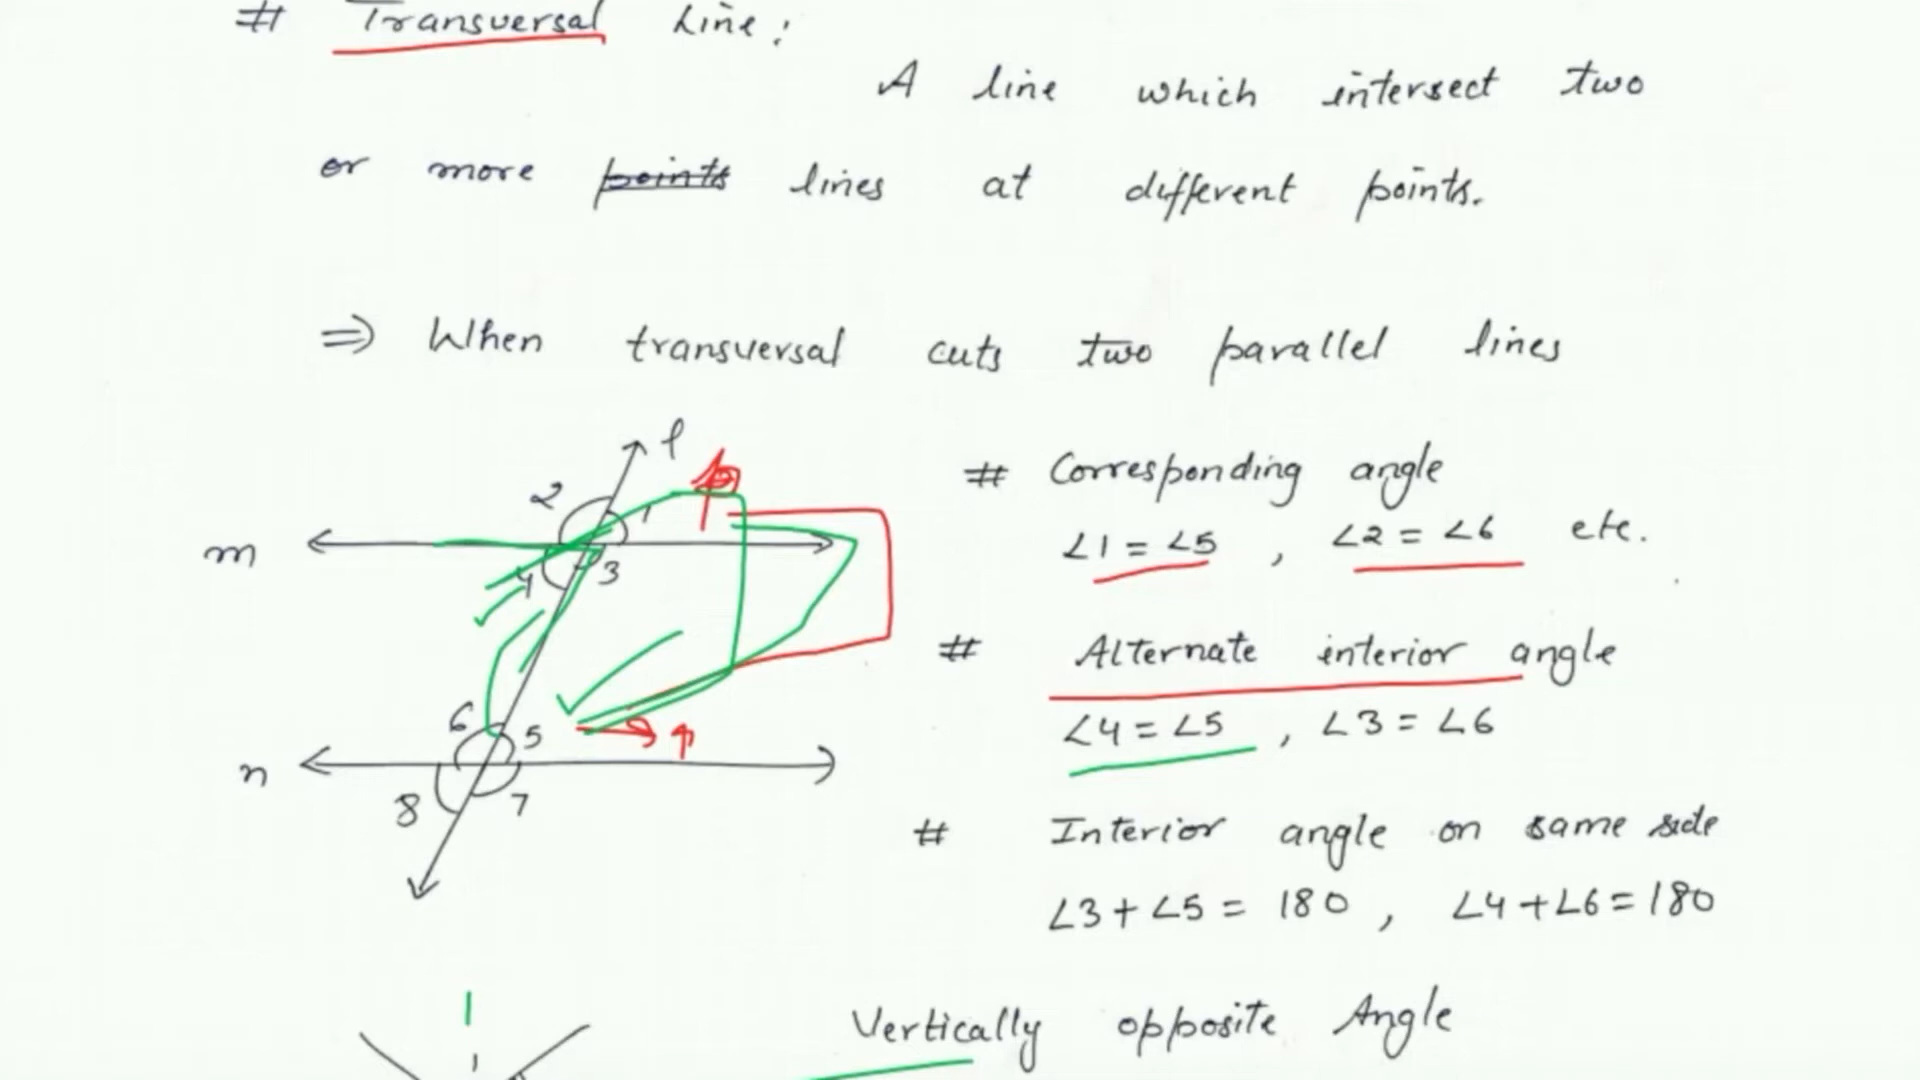 # Transversal Line:
A line which intersect two
or more points lines at different points.
⇒ When transversal cuts two parallel lines
l
2 1
m
4 3
6 5
n
8 7
# Corresponding angle
∠1 = ∠5 , ∠2 = ∠6 etc.
# Alternate interior angle
∠4 = ∠5 , ∠3 = ∠6
# Interior angle on same side
∠3 + ∠5 = 180 , ∠4 + ∠6 = 180
Vertically opposite Angle
1